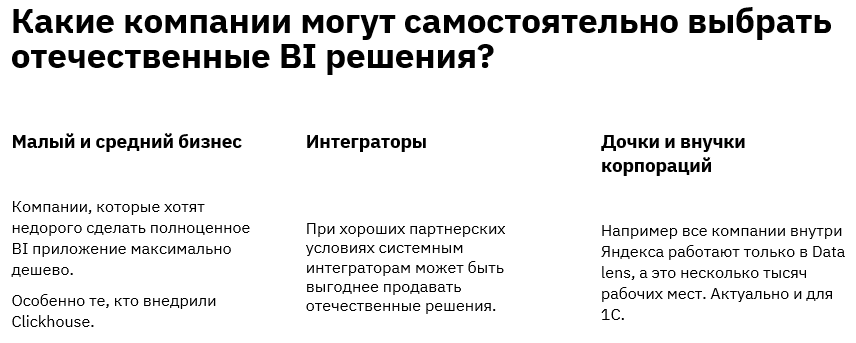 Какие компании могут самостоятельно выбрать
отечественные BI решения?
Малый и средний бизнес
Компании, которые хотят
недорого сделать полноценное
BI приложение максимально
дешево.
Особенно те, кто внедрили
Clickhouse.
Интеграторы
При хороших партнерских
условиях системным
интеграторам может быть
выгоднее продавать
отечественные решения.
Дочки и внучки
корпораций
Например все компании внутри
Яндекса работают только в Data
lens, а это несколько тысяч
рабочих мест. Актуально и для
1С.